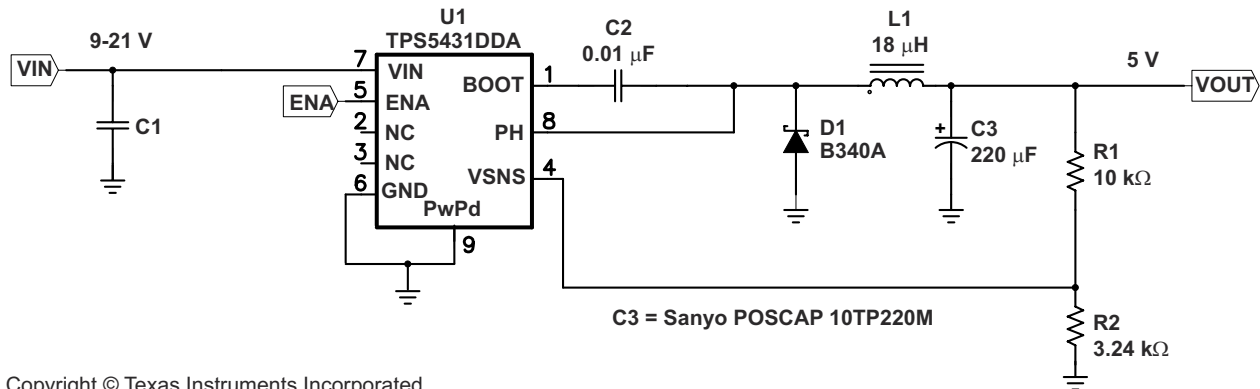 U1
TPS5431DDA
9-21 V
VIN
7
VIN
ENA
5
ENA
2
NC
3
NC
6
GND
PwPd
9
BOOT
1
PH
8
VSNS
4
C1
C2
0.01 μF
L1
18 μH
5 V
VOUT
D1
B340A
+
C3
220 μF
R1
10 kΩ
C3 = Sanyo POSCAP 10TP220M
R2
3.24 kΩ
Copyright © Texas Instruments Incorporated